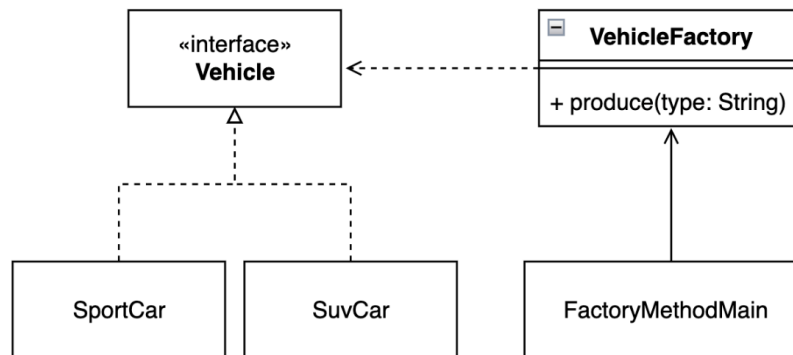 «interface»
Vehicle
VehicleFactory
+ produce(type: String)
SportCar
SuvCar
FactoryMethodMain